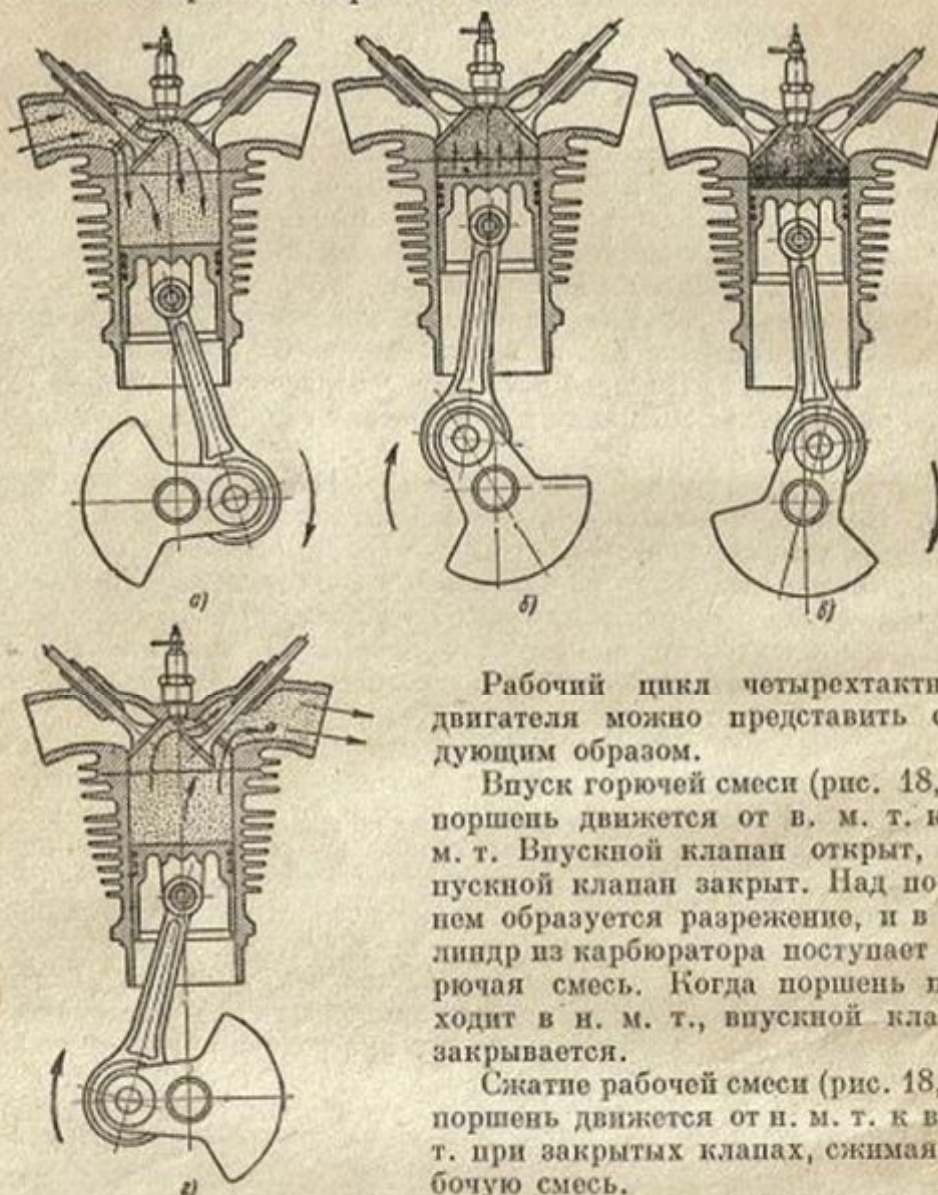 а)
б)
в)
г)
Рабочий цикл четырехтактн
двигателя можно представить с
дующим образом.
Впуск горючей смеси (рис. 18,
поршень движется от в. м. т. к
м. т. Впускной клапан открыт,
пускной клапан закрыт. Над по
нем образуется разрежение, и в
линдр из карбюратора поступает
рючая смесь. Когда поршень п
ходит в н. м. т., впускной кла
закрывается.
Сжатие рабочей смеси (рис. 18,
поршень движется от н. м. т. к в
т. при закрытых клапах, сжимая
бочую смесь.